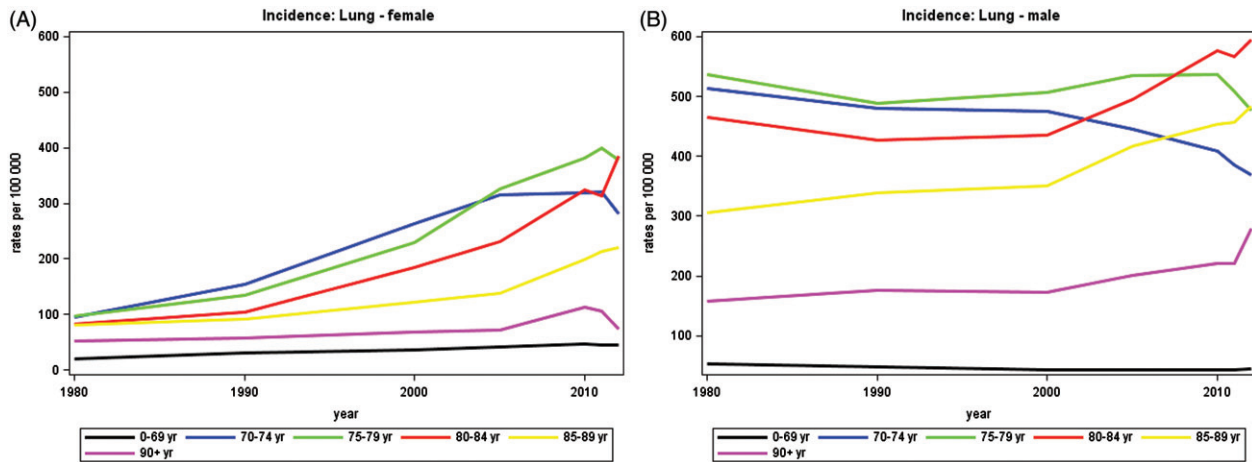 (A)
Incidence: Lung - female
600
500
400
300
200
100
0
rates per 100 000
1980 1990 2000 2010
year
0-69 yr 70-74 yr 75-79 yr 80-84 yr 85-89 yr
90+ yr
(B)
Incidence: Lung - male
600
500
400
300
200
100
rates per 100 000
1980 1990 2000 2010
year
0-69 yr 70-74 yr 75-79 yr 80-84 yr 85-89 yr
90+ yr